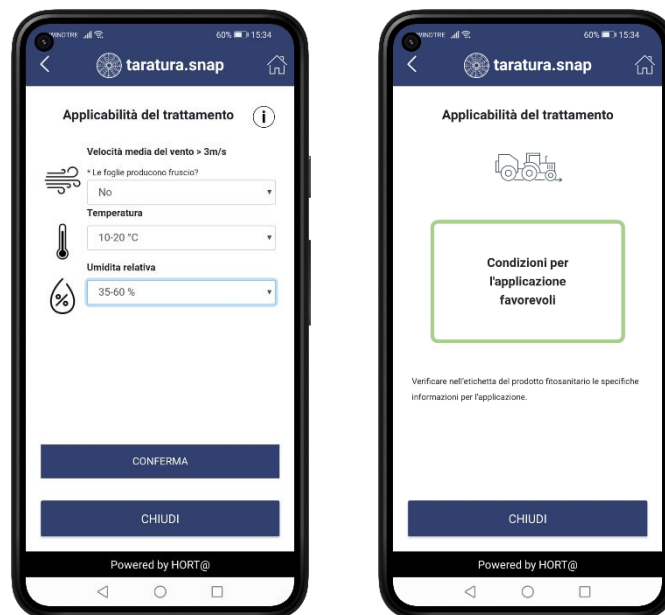 WINDTRE 60% 15:34
taratura.snap
Applicabilità del trattamento i
Velocità media del vento > 3m/s
* Le foglie producono fruscio?
No
Temperatura
10-20 °C
Umidita relativa
%
35-60 %
CONFERMA
CHIUDI
Powered by HORT@
WINDTRE 60% 15:34
taratura.snap
Applicabilità del trattamento
Condizioni per
l'applicazione
favorevoli
Verificare nell'etichetta del prodotto fitosanitario le specifiche
informazioni per l'applicazione.
CHIUDI
Powered by HORT@